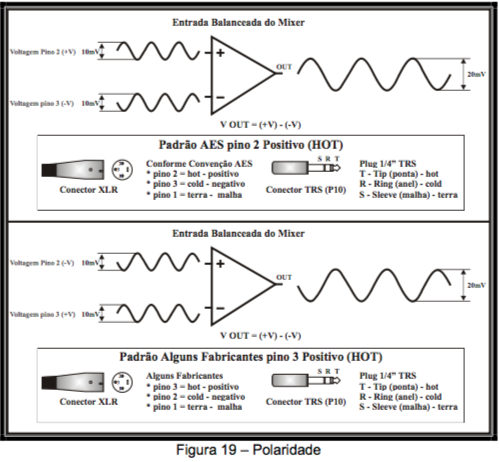 Entrada Balanceada do Mixer
Voltagem Pino 2 (+V) 10mV
OUT
20mV
Voltagem pino 3 (-V) 10mV
V OUT = (+V) - (-V)
Padrão AES pino 2 Positivo (HOT)
Conforme Convenção AES
* pino 2 = hot - positivo
* pino 3 = cold - negativo
* pino 1 = terra - malha
Conector XLR
S R T
Conector TRS (P10)
Plug 1/4" TRS
T - Tip (ponta) - hot
R - Ring (anel) - cold
S - Sleeve (malha) - terra
Entrada Balanceada do Mixer
Voltagem Pino 2 (-V) 10mV
OUT
20mV
Voltagem pino 3 (+V) 10mV
V OUT = (+V) - (-V)
Padrão Alguns Fabricantes pino 3 Positivo (HOT)
Alguns Fabricantes
* pino 3 = hot - positivo
* pino 2 = cold - negativo
* pino 1 = terra - malha
Conector XLR
S R T
Conector TRS (P10)
Plug 1/4" TRS
T - Tip (ponta) - hot
R - Ring (anel) - cold
S - Sleeve (malha) - terra
Figura 19 – Polaridade